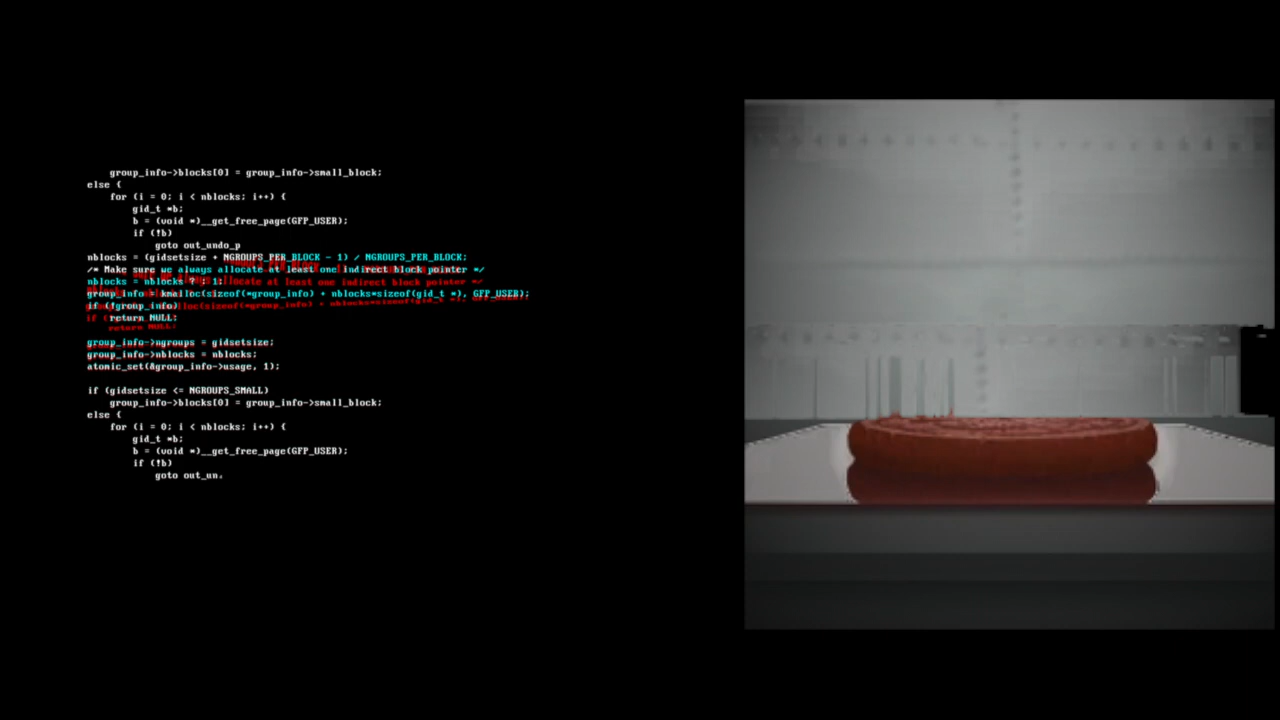 group_info->blocks[0] = group_info->small_block;
else {
for (i = 0; i < nblocks; i++) {
gid_t *b;
b = (void *)__get_free_page(GFP_USER);
if (!b)
goto out_undo_p
nblocks = (gidsetsize + NGROUPS_PER_BLOCK - 1) / NGROUPS_PER_BLOCK;
/* Make sure we always allocate at least one indirect block pointer */
nblocks = nblocks ? : 1;
group_info = kmalloc(sizeof(*group_info) + nblocks*sizeof(gid_t *), GFP_USER);
if (!group_info)
return NULL;
group_info->ngroups = gidsetsize;
group_info->nblocks = nblocks;
atomic_set(&group_info->usage, 1);
if (gidsetsize <= NGROUPS_SMALL)
group_info->blocks[0] = group_info->small_block;
else {
for (i = 0; i < nblocks; i++) {
gid_t *b;
b = (void *)__get_free_page(GFP_USER);
if (!b)
goto out_un.